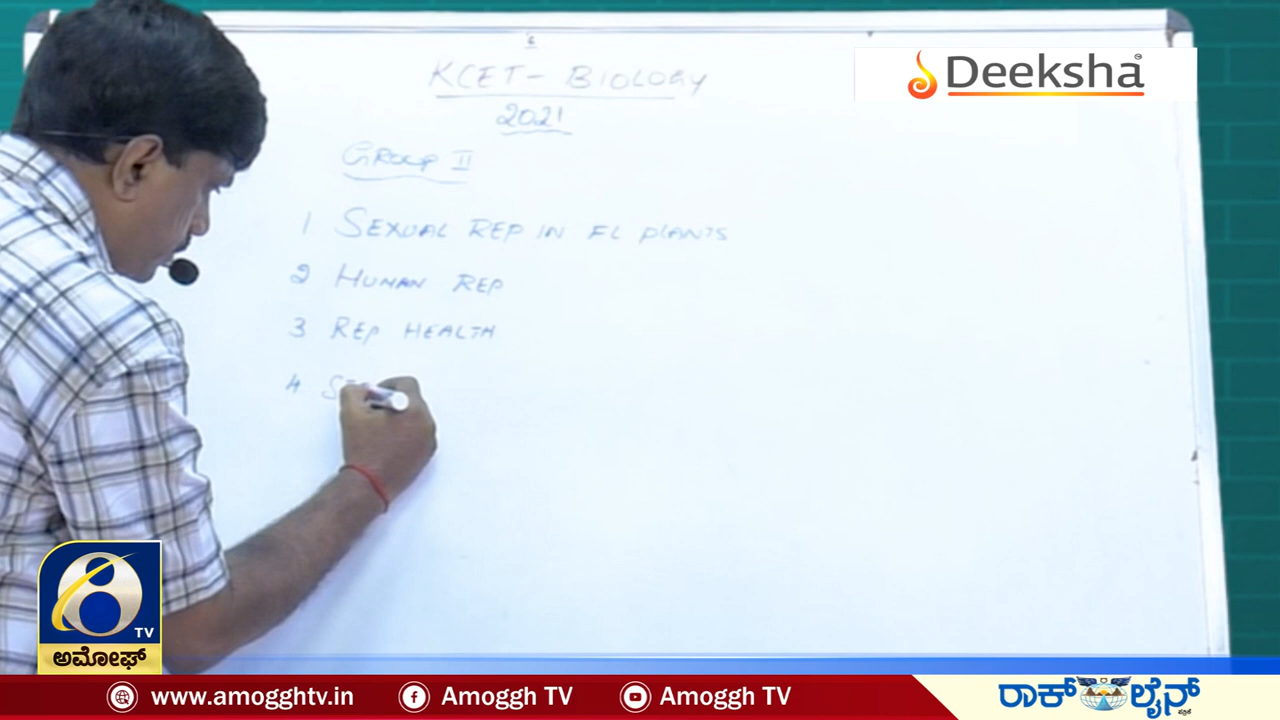 KCET - BIOLOGY
2021
Deeksha
GROUP II
1 SEXUAL REP IN FL PLANTS
2 HUMAN REP
3 REP HEALTH
4
8 TV
ಅಮೋಘ್
www.amogghtv.in Amoggh TV Amoggh TV
ರಾಕ್ ಲೈನ್